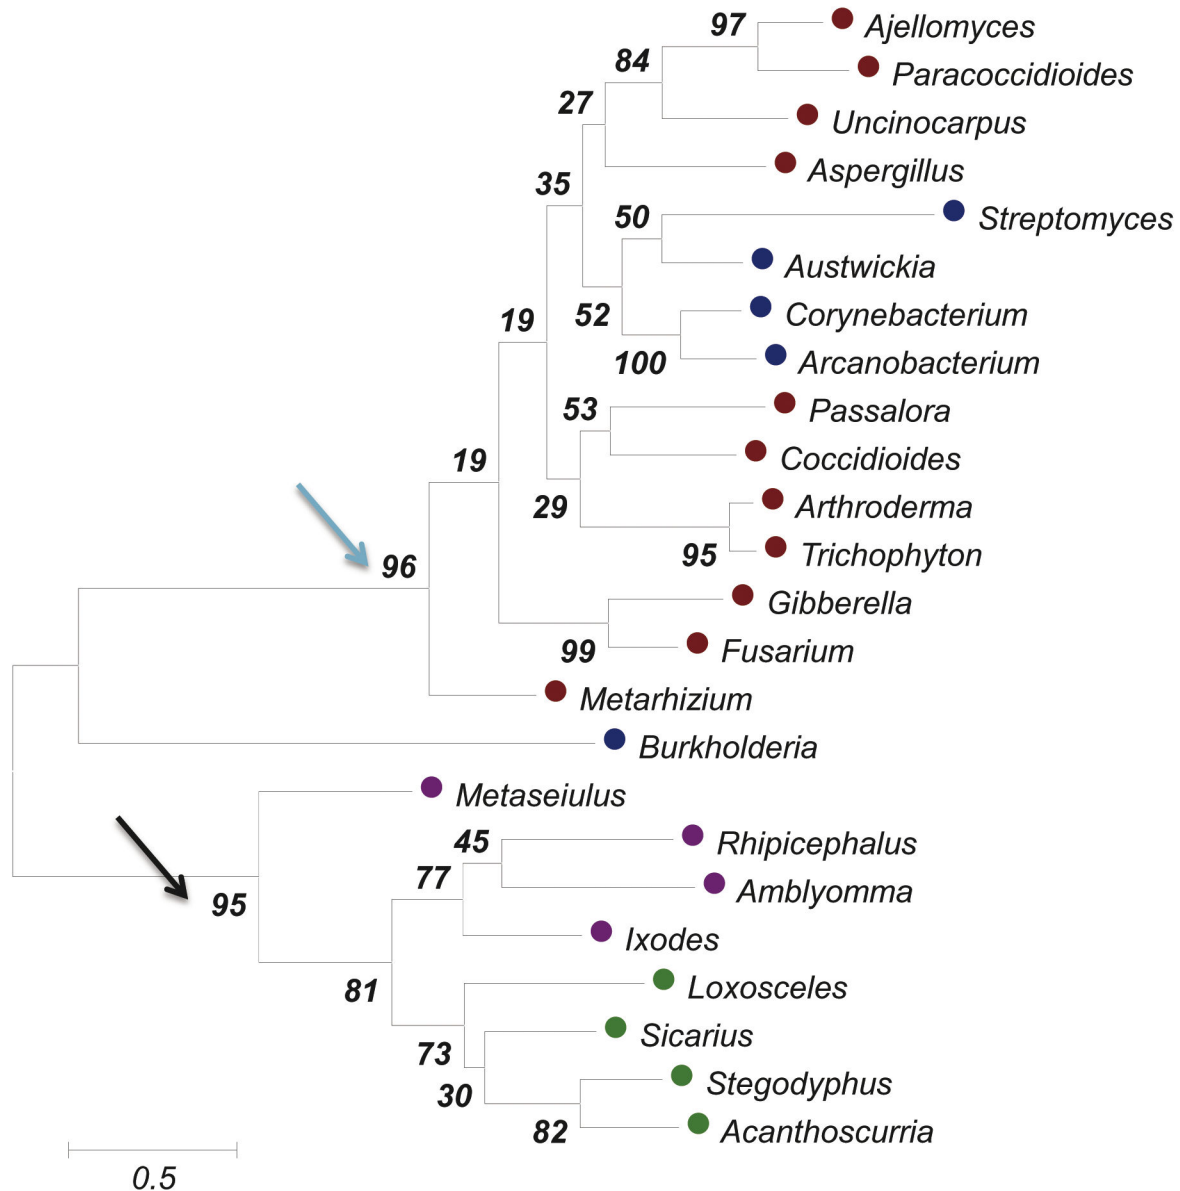 97
Ajellomyces
84
Paracoccidioides
27
Uncinocarpus
35
Aspergillus
50
Streptomyces
Austwickia
19
52
Corynebacterium
100
Arcanobacterium
53
Passalora
19
Coccidioides
29
Arthroderma
96
95
Trichophyton
Gibberella
99
Fusarium
Metarhizium
Burkholderia
Metaseiulus
45
Rhipicephalus
77
Amblyomma
95
Ixodes
81
Loxosceles
73
Sicarius
30
Stegodyphus
82
Acanthoscurria
0.5